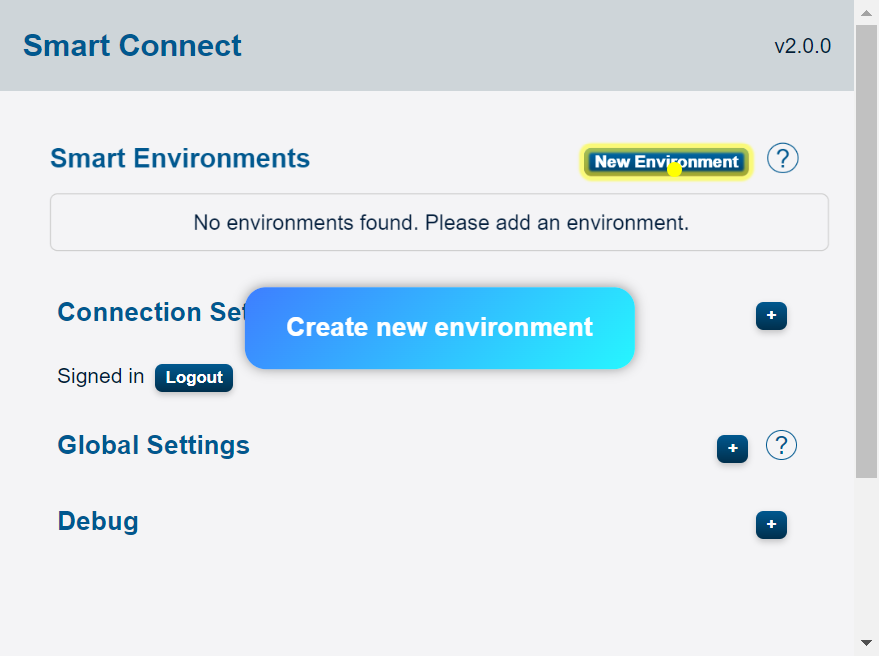 Smart Connect
v2.0.0
Smart Environments
New Environment
?
No environments found. Please add an environment.
Connection Set
+
Create new environment
Signed in
Logout
Global Settings
+
?
Debug
+